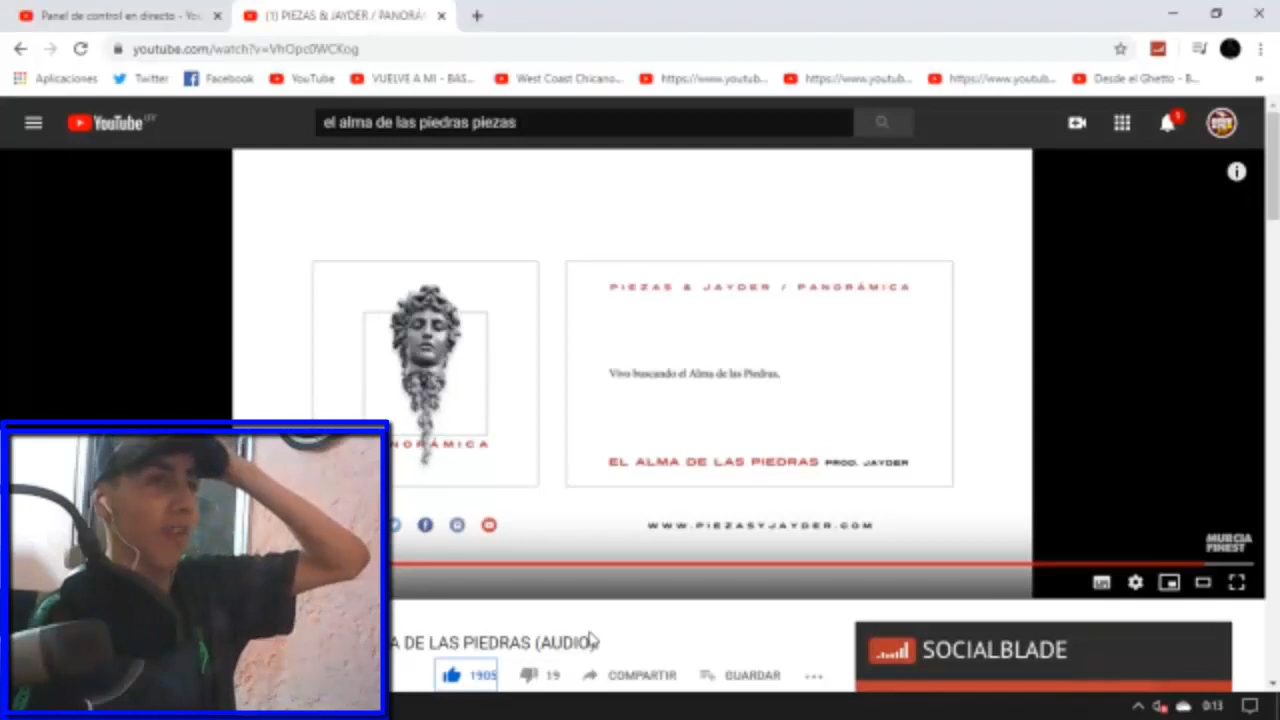 Panel de control en directo - You
(1) PIEZAS & JAYDER / PANORÁM
youtube.com/watch?v=VhOpc0WCKog
Aplicaciones
Twitter
Facebook
YouTube
VUELVE A MI - BAS...
West Coast Chicano...
https://www.youtub...
https://www.youtub...
https://www.youtub...
Desde el Ghetto - B...
YouTube UY
el alma de las piedras piezas
PIEZAS & JAYDER / PANORÁMICA
Vivo buscando el Alma de las Piedras.
NORÁMICA
EL ALMA DE LAS PIEDRAS PROD. JAYDER
WWW.PIEZASYJAYDER.COM
MURCIA
FINEST
A DE LAS PIEDRAS (AUDIO)
SOCIALBLADE
1905
19
COMPARTIR
GUARDAR
0:13